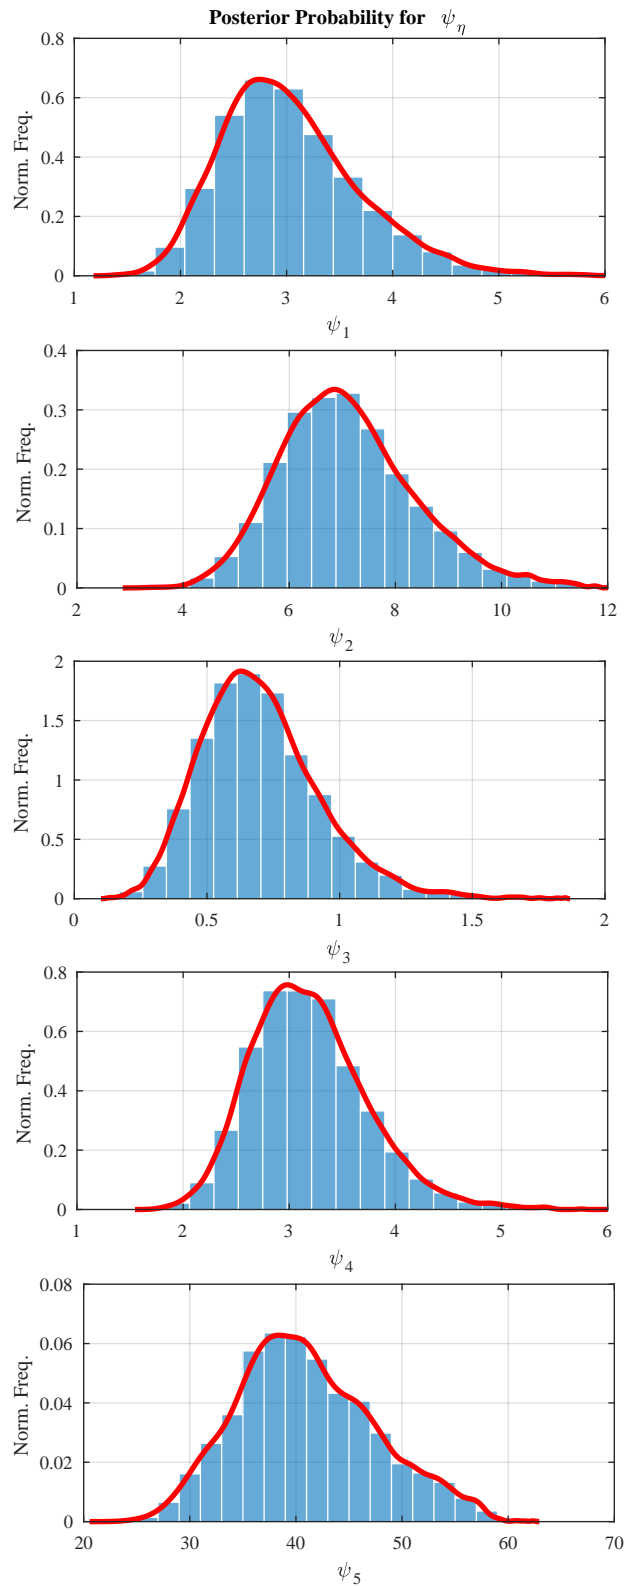 Posterior Probability for ψ_η
0.8
0.6
0.4
0.2
0
Norm. Freq.
1 2 3 4 5 6
ψ_1
0.4
0.3
0.2
0.1
0
Norm. Freq.
2 4 6 8 10 12
ψ_2
2
1.5
1
0.5
0
Norm. Freq.
0 0.5 1 1.5 2
ψ_3
0.8
0.6
0.4
0.2
0
Norm. Freq.
1 2 3 4 5 6
ψ_4
0.08
0.06
0.04
0.02
0
Norm. Freq.
20 30 40 50 60 70
ψ_5